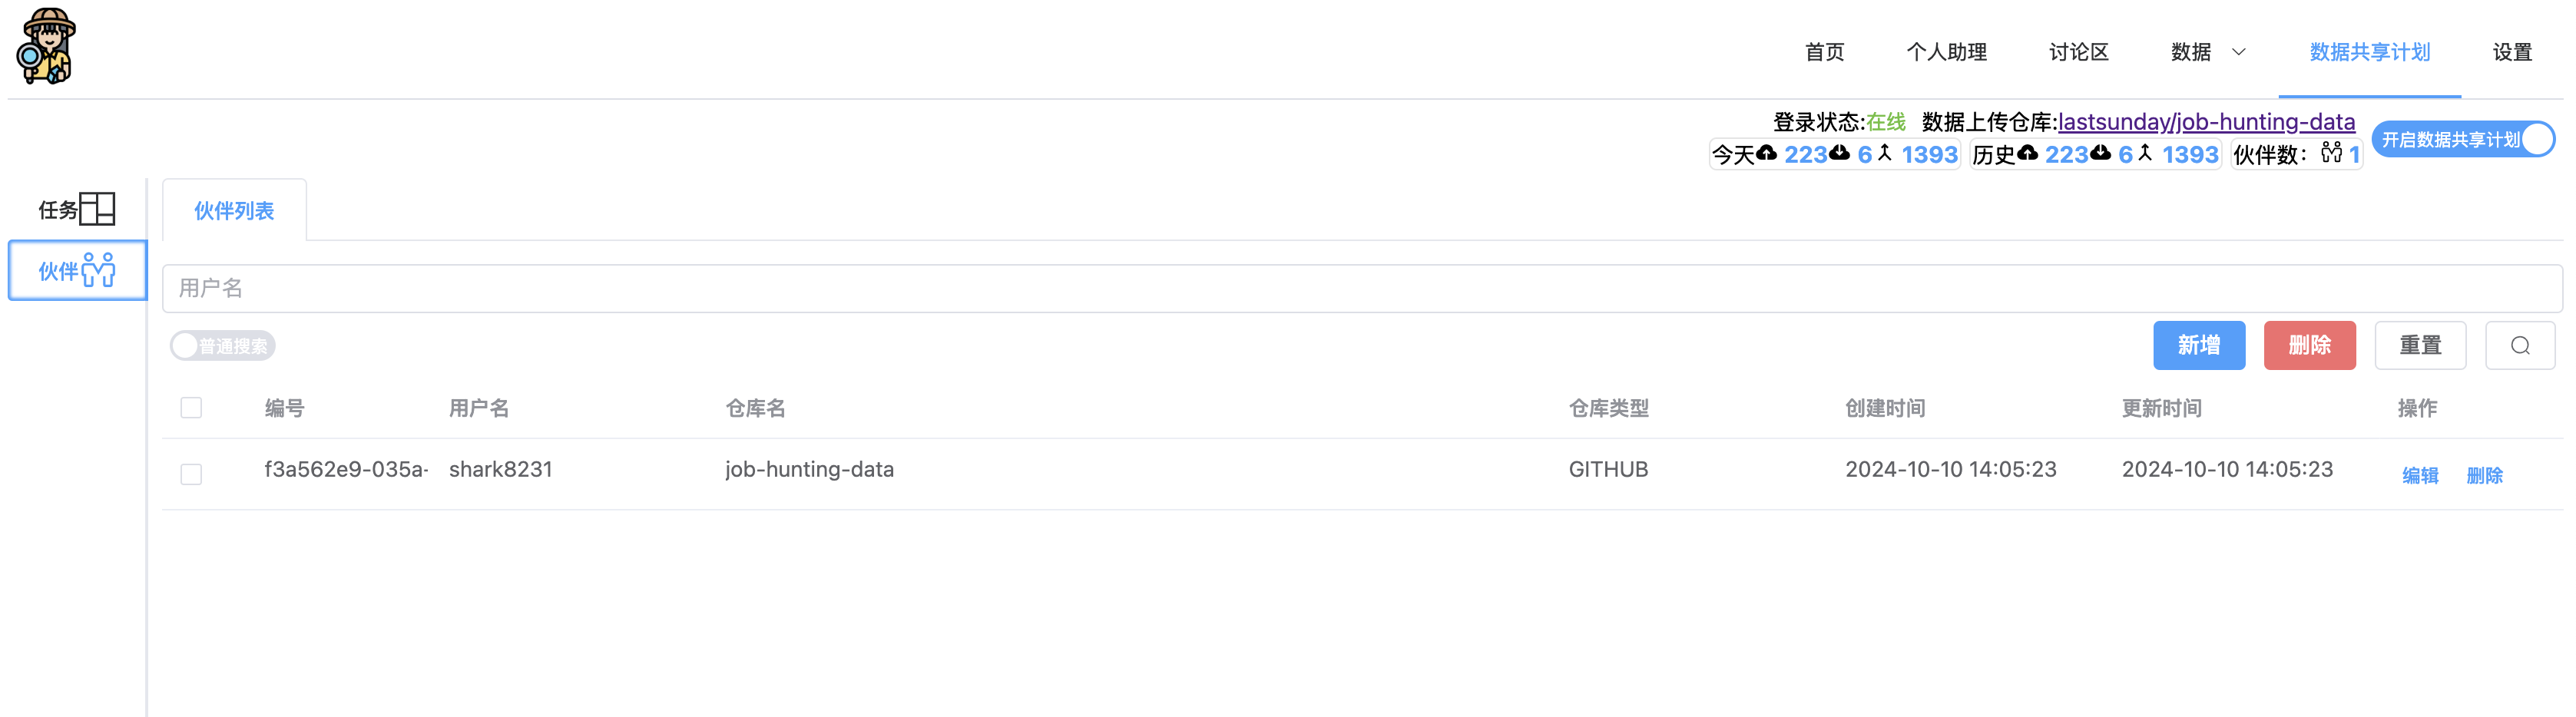 首页 个人助理 讨论区 数据 数据共享计划 设置
登录状态:在线 数据上传仓库:lastsunday/job-hunting-data
开启数据共享计划
今天 223 6 1393 历史 223 6 1393 伙伴数: 1
任务
伙伴
伙伴列表
用户名
普通搜索
新增 删除 重置
编号 用户名 仓库名 仓库类型 创建时间 更新时间 操作
f3a562e9-035a- shark8231 job-hunting-data GITHUB 2024-10-10 14:05:23 2024-10-10 14:05:23 编辑 删除